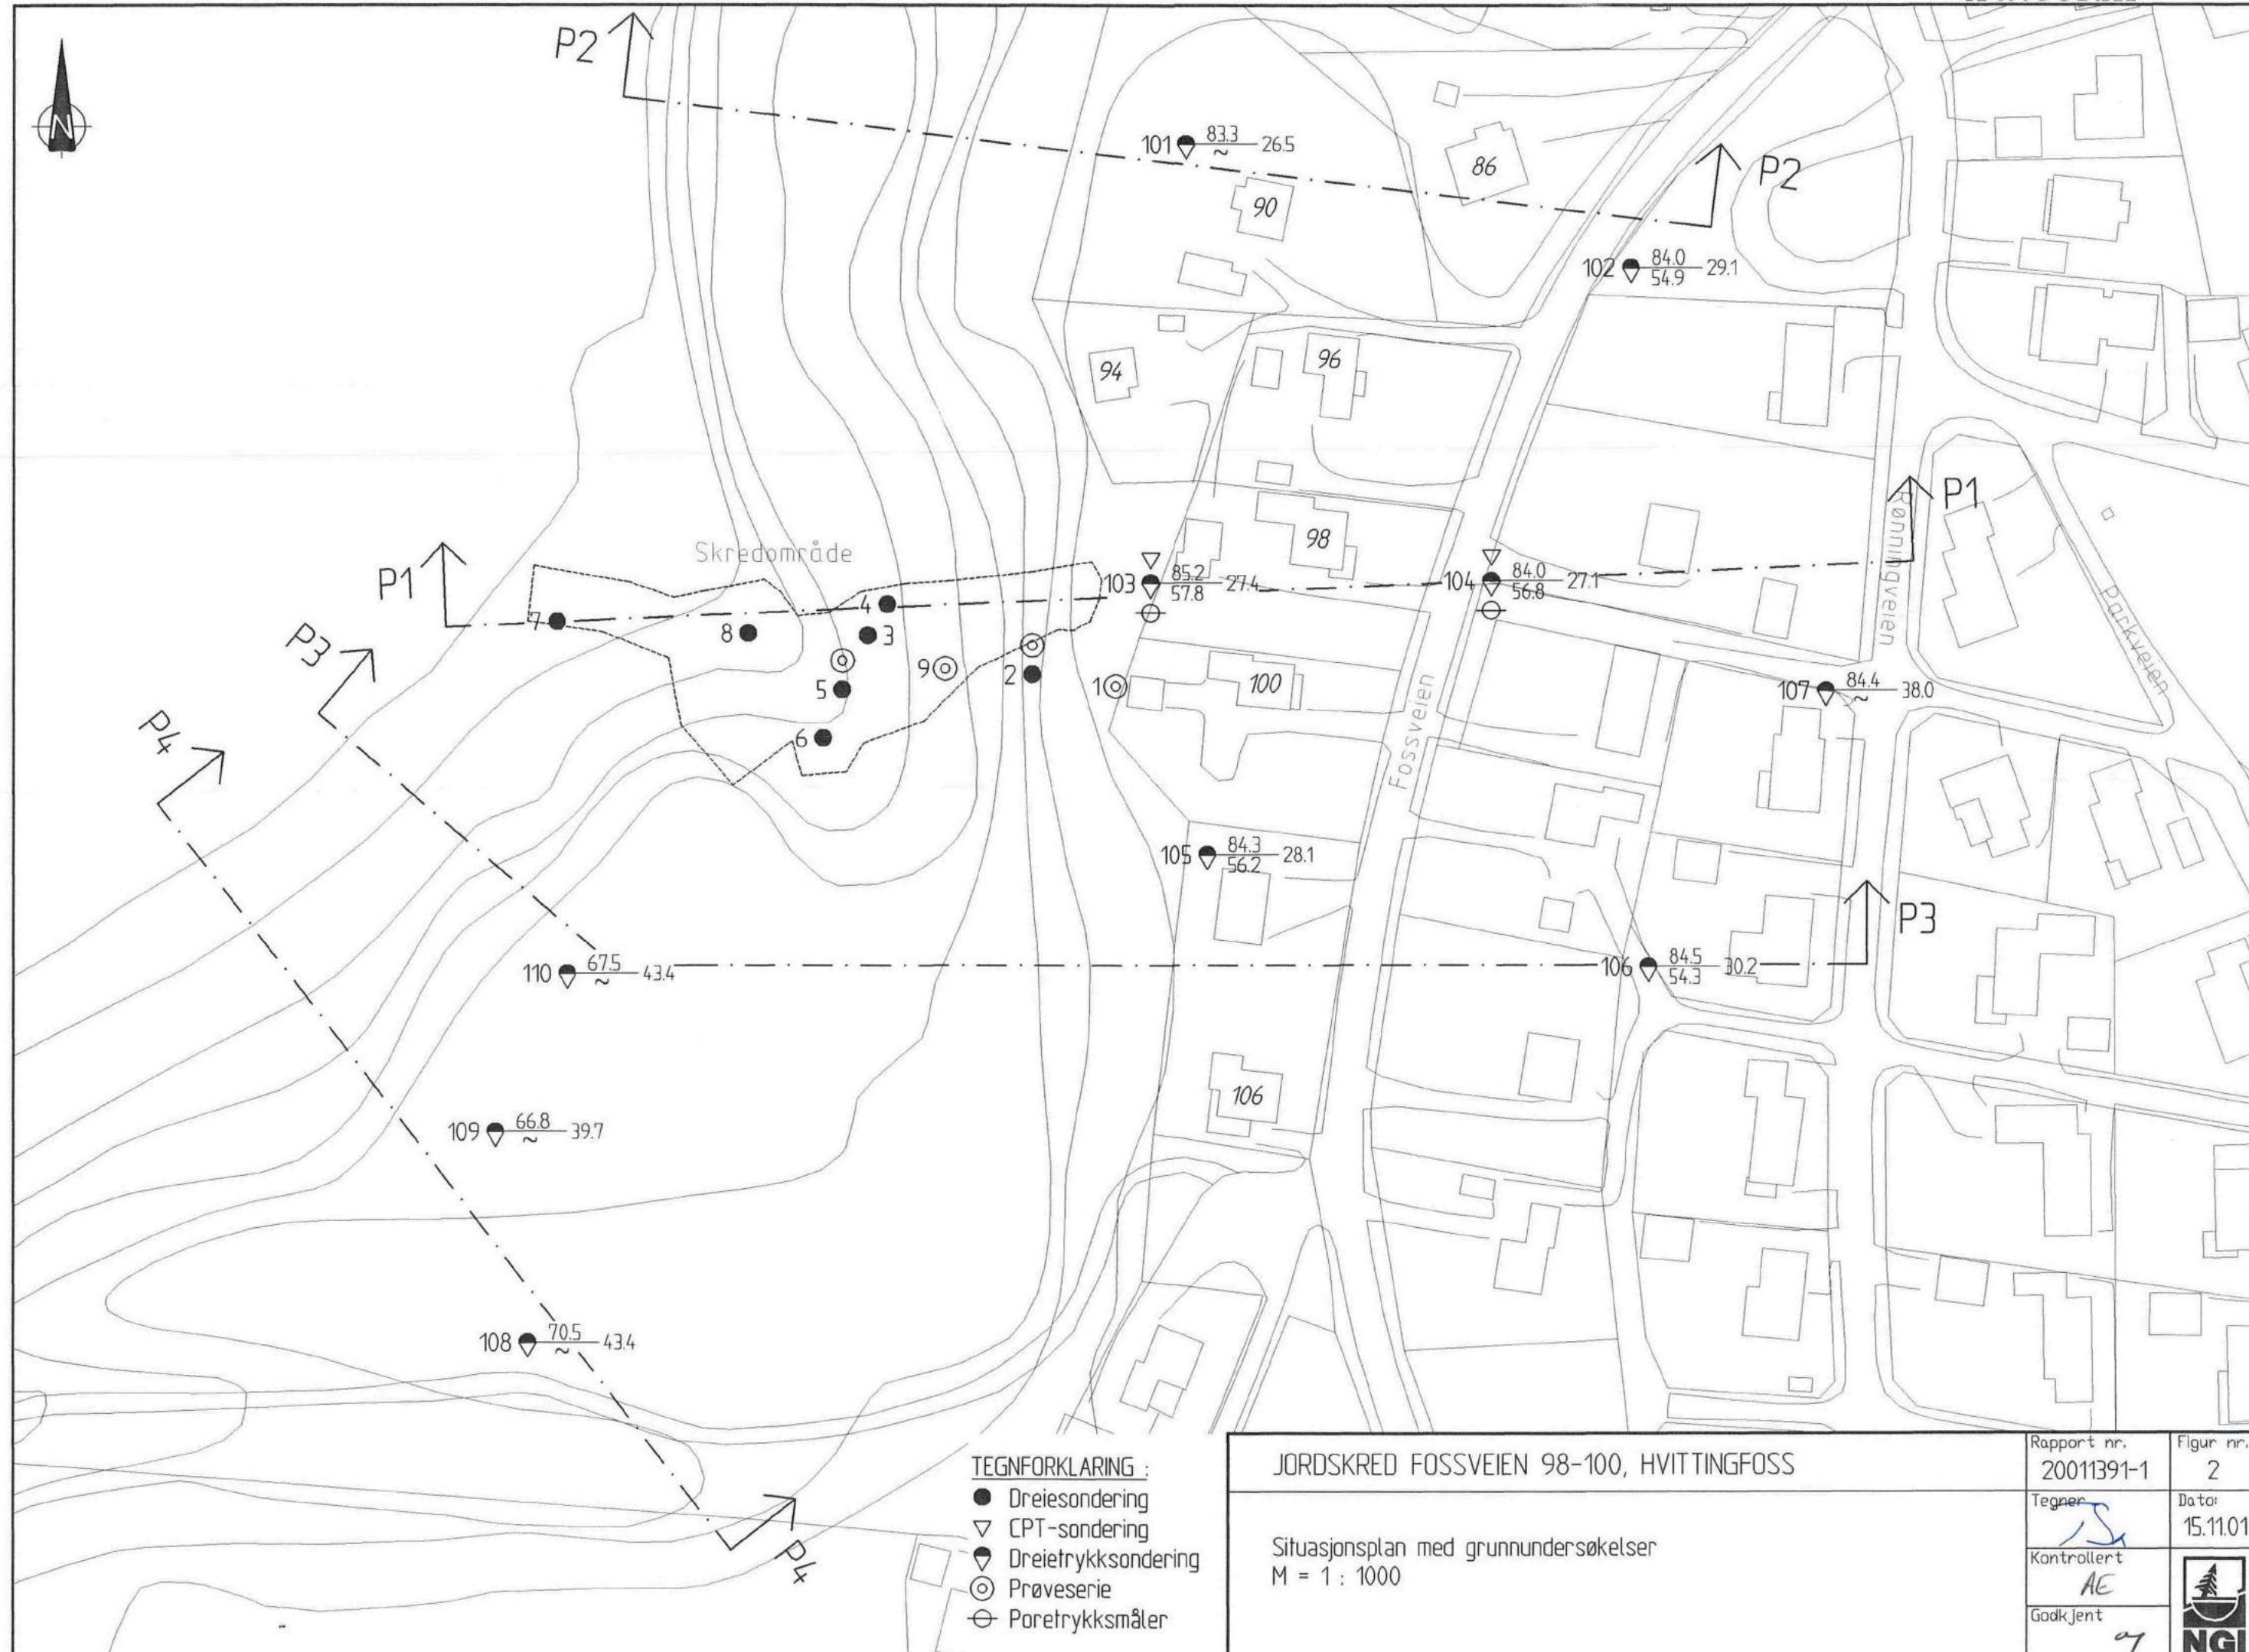 P2
N
101 83.3 ~ 26.5
86
P2
90
102 84.0 54.9 29.1
94
96
P1
Rønningveien
98
Skredområde
P1
103 85.2 57.8 27.4
104 84.0 56.8 27.1
Parkveien
7
8
4
3
9
2
1
5
6
100
107 84.4 ~ 38.0
Fossveien
P3
P4
105 84.3 56.2 28.1
P3
110 67.5 ~ 43.4
106 84.5 54.3 30.2
106
109 66.8 ~ 39.7
108 70.5 ~ 43.4
P4
TEGNFORKLARING :
Dreiesondering
CPT-sondering
Dreietrykksondering
Prøveserie
Poretrykksmåler
JORDSKRED FOSSVEIEN 98-100, HVITTINGFOSS
Situasjonsplan med grunnundersøkelser
M = 1 : 1000
Rapport nr.
20011391-1
Figur nr.
2
Tegner
Dato:
15.11.01
Kontrollert
AE
Godkjent
NGI